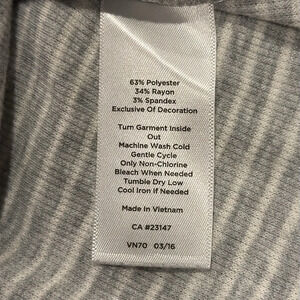 63% Polyester
34% Rayon
3% Spandex
Exclusive Of Decoration
Turn Garment Inside
Out
Machine Wash Cold
Gentle Cycle
Only Non-Chlorine
Bleach When Needed
Tumble Dry Low
Cool Iron if Needed
Made in Vietnam
CA #23147
VN70 03/16